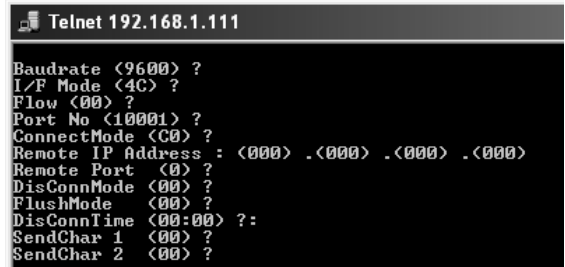 Telnet 192.168.1.111
Baudrate (9600) ?
I/F Mode (4C) ?
Flow (00) ?
Port No (10001) ?
ConnectMode (C0) ?
Remote IP Address : (000) .(000) .(000) .(000)
Remote Port  (0) ?
DisConnMode (00) ?
FlushMode   (00) ?
DisConnTime (00:00) ?:
SendChar 1  (00) ?
SendChar 2  (00) ?